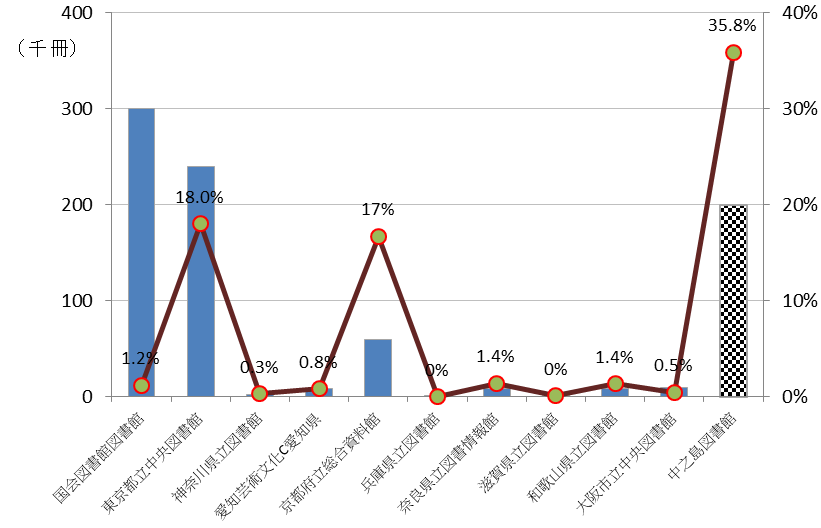 400
(千冊)
300
200
100
0
40%
30%
20%
10%
0%
1.2%
18.0%
0.3%
0.8%
17%
0%
1.4%
0%
1.4%
0.5%
35.8%
国会図書館図書館
東京都立中央図書館
神奈川県立図書館
愛知芸術文化C愛知県
京都府立総合資料館
兵庫県立図書館
奈良県立図書情報館
滋賀県立図書館
和歌山県立図書館
大阪市立中央図書館
中之島図書館